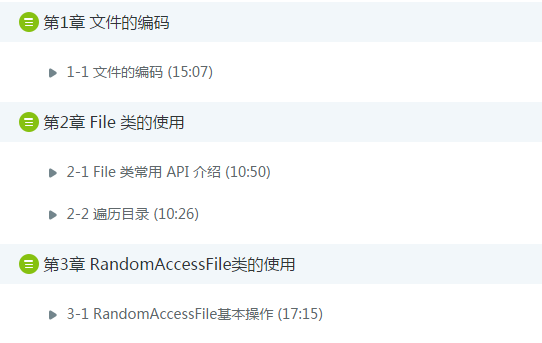 第1章 文件的编码
1-1 文件的编码 (15:07)
第2章 File 类的使用
2-1 File 类常用 API 介绍 (10:50)
2-2 遍历目录 (10:26)
第3章 RandomAccessFile类的使用
3-1 RandomAccessFile基本操作 (17:15)